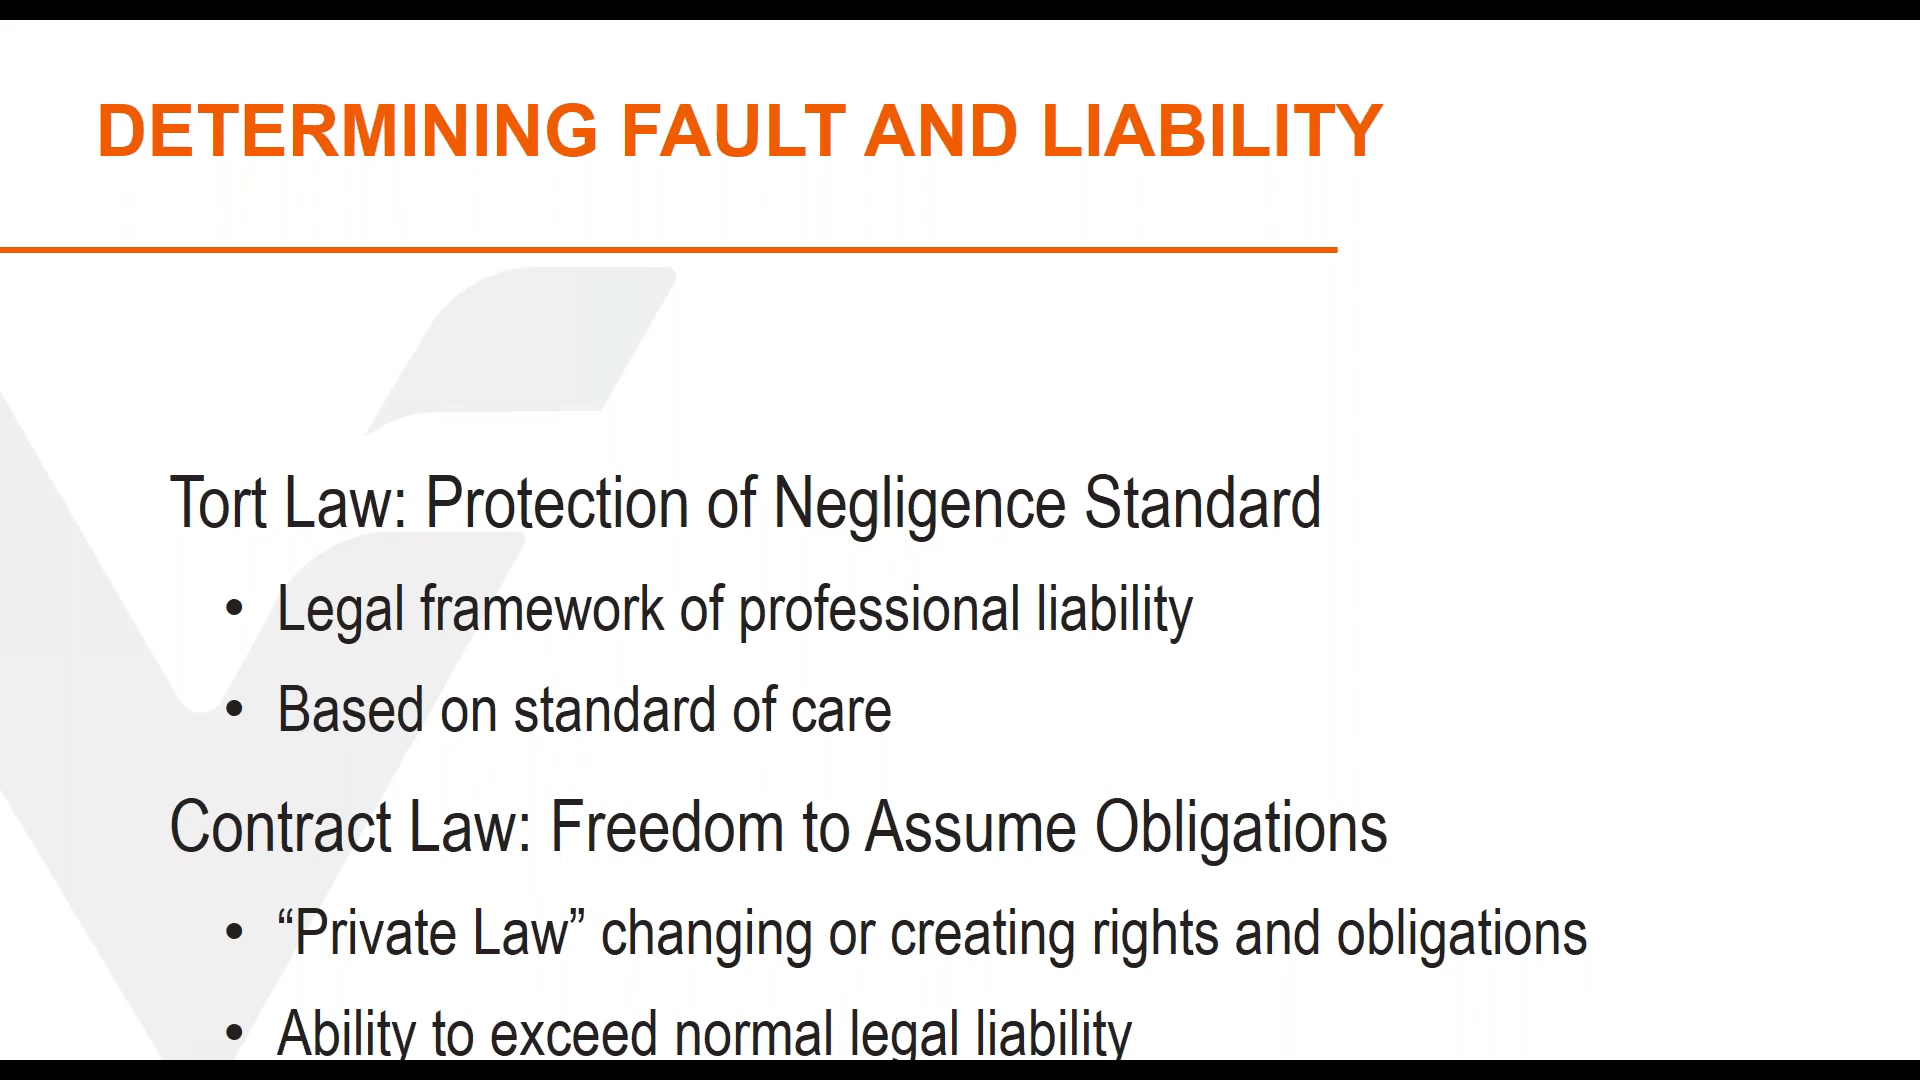 DETERMINING FAULT AND LIABILITY
Tort Law: Protection of Negligence Standard
• Legal framework of professional liability
• Based on standard of care
Contract Law: Freedom to Assume Obligations
• “Private Law” changing or creating rights and obligations
• Ability to exceed normal legal liability